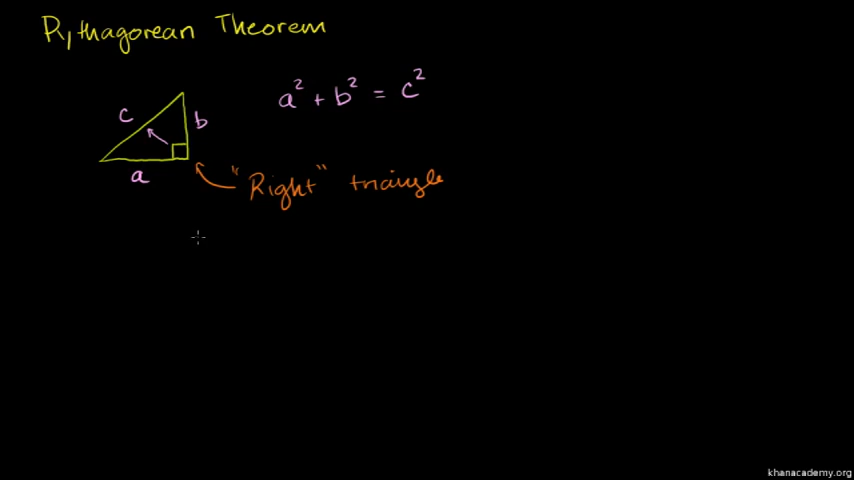 Pythagorean Theorem
a² + b² = c²
c
b
a
"Right" triangle
khanacademy.org